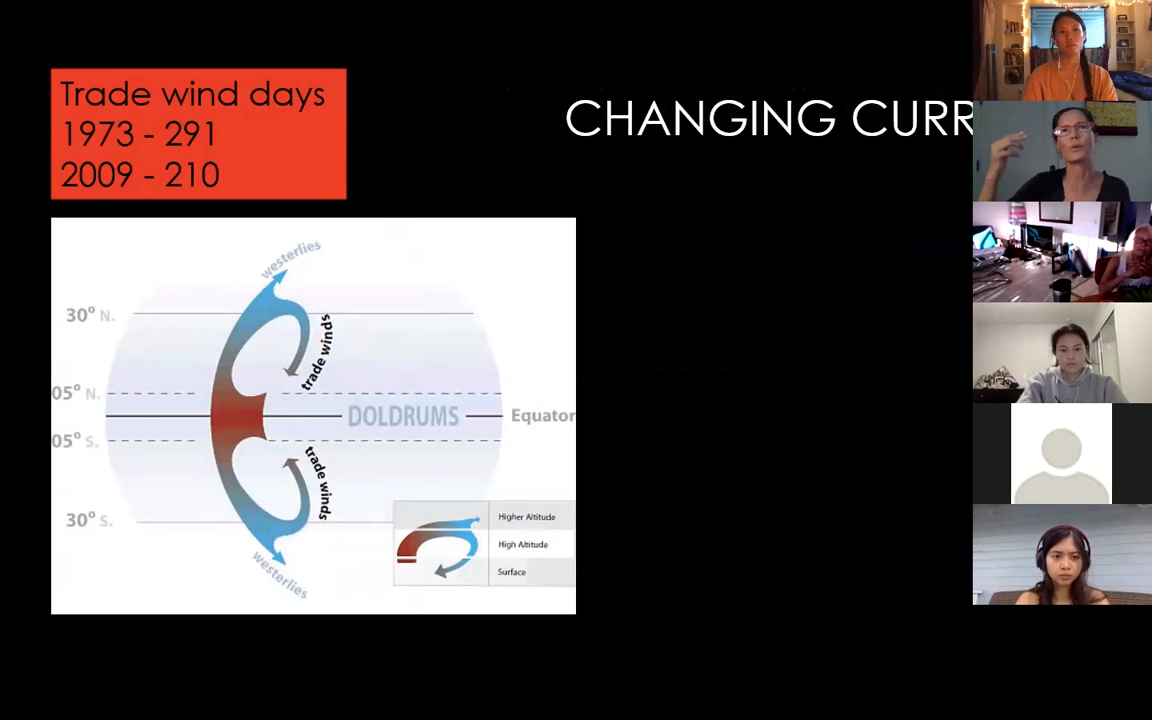 Trade wind days
1973 - 291
2009 - 210
CHANGING CURR
westerlies
30° N.
trade winds
05° N.
DOLDRUMS
Equator
05° S.
trade winds
30° S.
westerlies
Higher Altitude
High Altitude
Surface